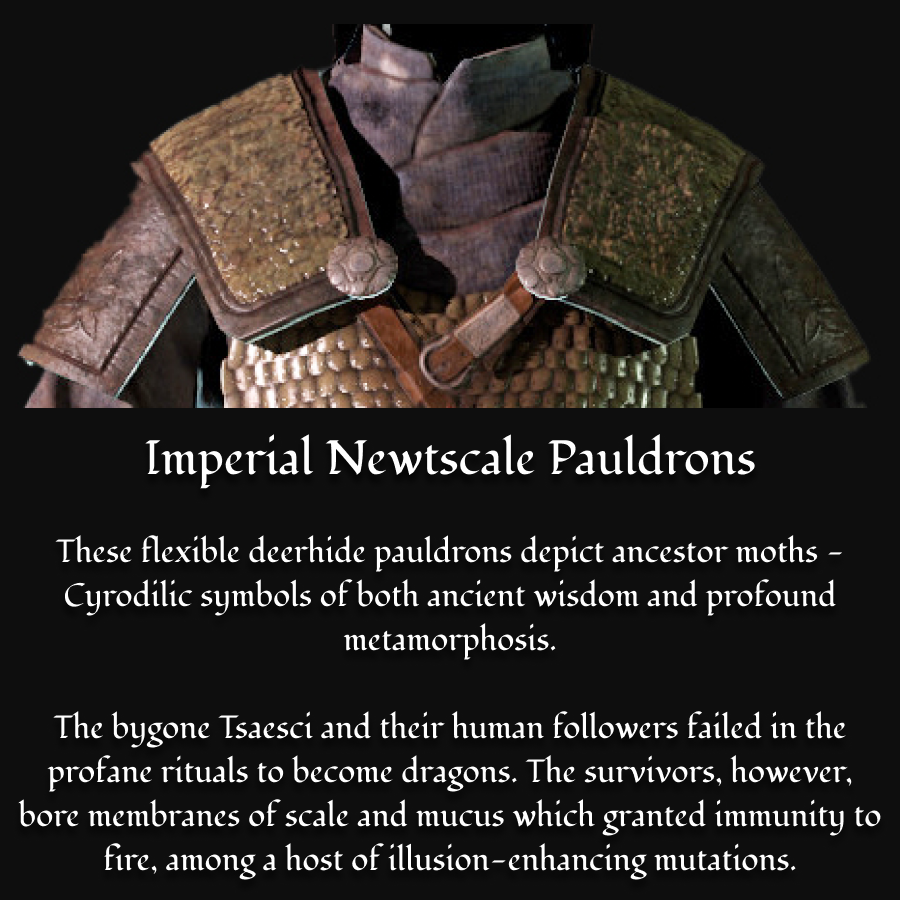 Imperial Newtscale Pauldrons
These flexible deerhide pauldrons depict ancestor moths –
Cyrodilic symbols of both ancient wisdom and profound
metamorphosis.
The bygone Tsaesci and their human followers failed in the
profane rituals to become dragons. The survivors, however,
bore membranes of scale and mucus which granted immunity to
fire, among a host of illusion-enhancing mutations.